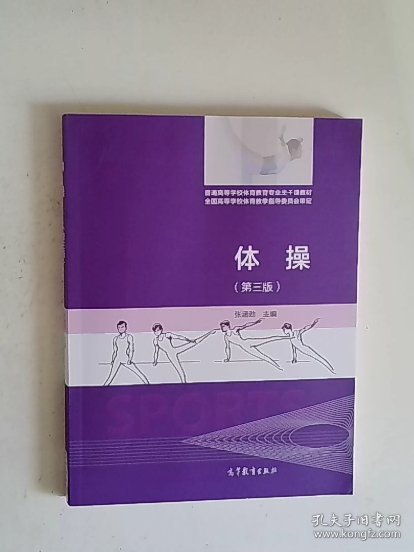 普通高等学校体育教育专业主干课教材
全国高等学校体育教学指导委员会审定
体操
(第三版)
张涵劲 主编
SPORTS
高等教育出版社
孔夫子旧书网
www.kongfz.com